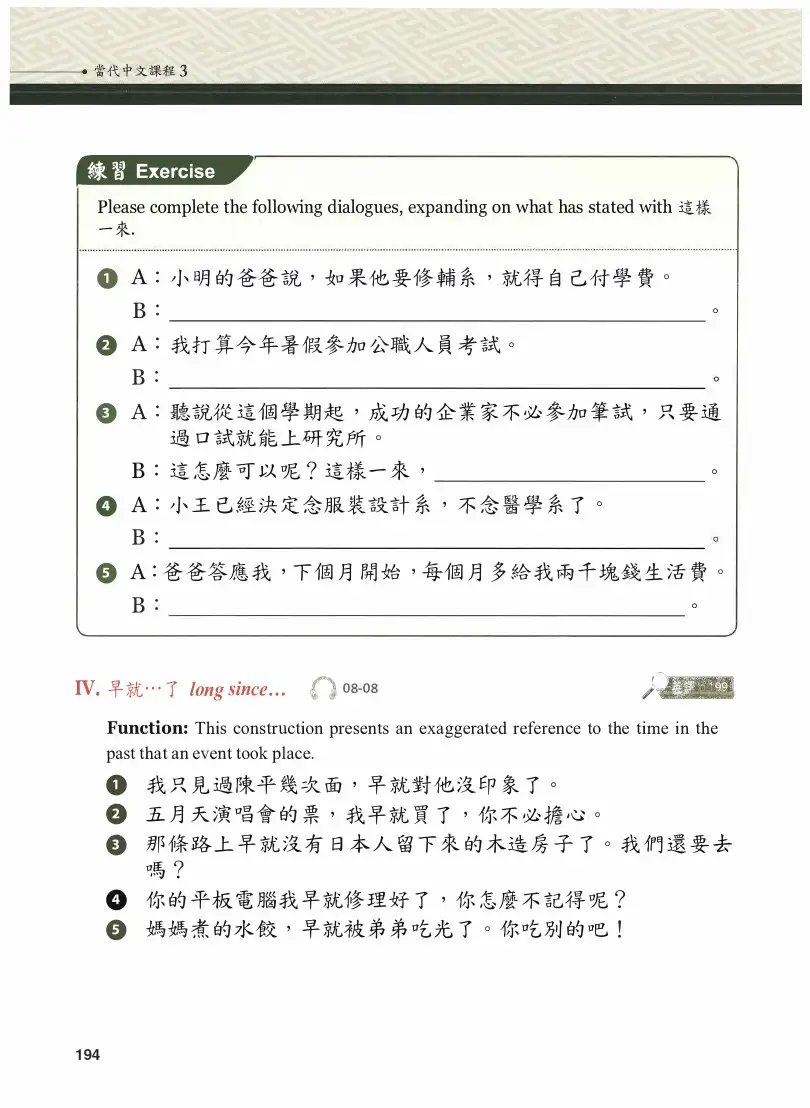 當代中文課程 3
練習 Exercise
Please complete the following dialogues, expanding on what has stated with 這樣
一來.
1 A：小明的爸爸說，如果他要修輔系，就得自己付學費。
B：。
2 A：我打算今年暑假參加公職人員考試。
B：。
3 A：聽說從這個學期起，成功的企業家不必參加筆試，只要通
過口試就能上研究所。
B：這怎麼可以呢？這樣一來，。
4 A：小王已經決定念服裝設計系，不念醫學系了。
B：。
5 A：爸爸答應我，下個月開始，每個月多給我兩千塊錢生活費。
B：。
IV. 早就…了 long since… 08-08
199
Function: This construction presents an exaggerated reference to the time in the
past that an event took place.
1 我只見過陳平幾次面，早就對他沒印象了。
2 五月天演唱會的票，我早就買了，你不必擔心。
3 那條路上早就沒有日本人留下來的木造房子了。我們還要去
嗎？
4 你的平板電腦我早就修理好了，你怎麼不記得呢？
5 媽媽煮的水餃，早就被弟弟吃光了。你吃別的吧！
194